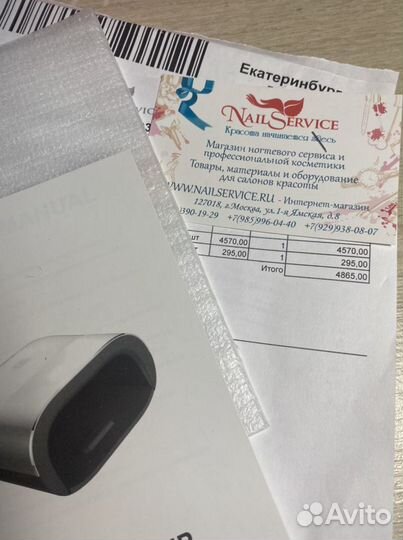 Екатеринбург
NAILSERVICE
Красота начинается здесь
Магазин ногтевого сервиса и
профессиональной косметики
Товары, материалы и оборудование
для салонов красоты
WWW.NAILSERVICE.RU - Интернет-магазин
127018, г.Москва, ул.1-я Ямская, д.8
390-19-29 +7(985)996-04-40 +7(929)938-08-07
шт 4570,00 1 4570,00
295,00 1 295,00
Итого 4865,00
Avito